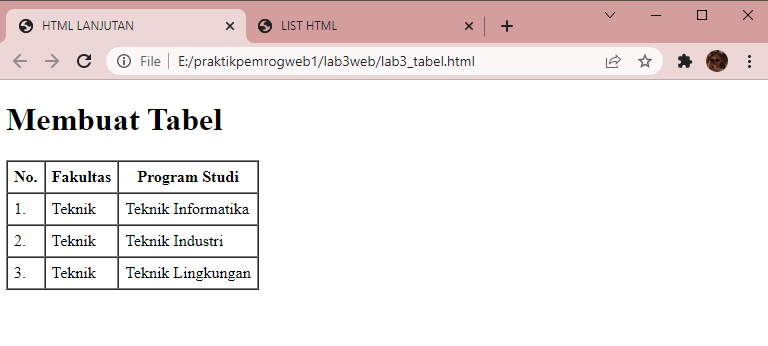 HTML LANJUTAN LIST HTML
File E:/praktikpemrogweb1/lab3web/lab3_tabel.html
Membuat Tabel
No. Fakultas Program Studi
1. Teknik Teknik Informatika
2. Teknik Teknik Industri
3. Teknik Teknik Lingkungan